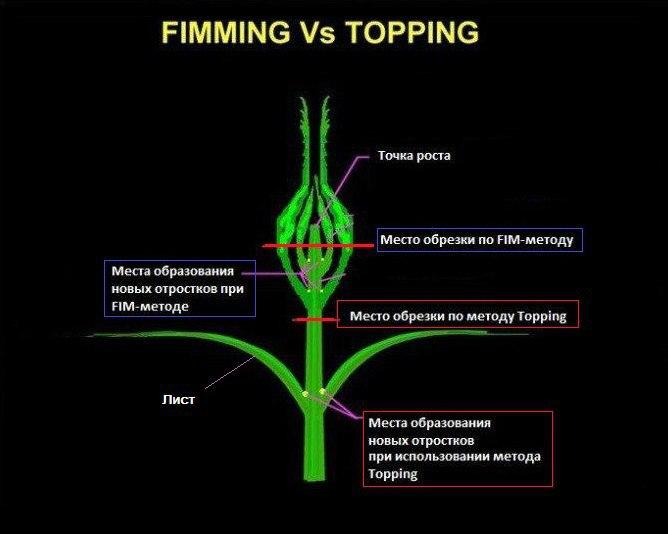 FIMMING Vs TOPPING
Точка роста
Место обрезки по FIM-методу
Места образования
новых отростков при
FIM-методе
Место обрезки по методу Topping
Лист
Места образования
новых отростков
при использовании метода
Topping